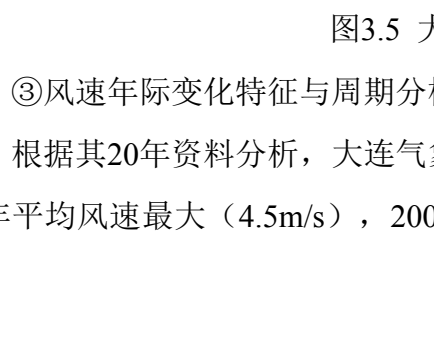 图3.5 大
③风速年际变化特征与周期分析
根据其20年资料分析，大连气象
年平均风速最大（4.5m/s），200